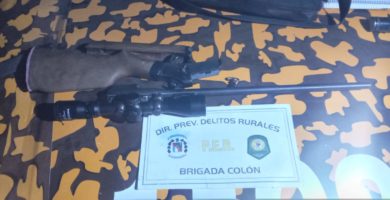 DIR. PREV. DELITOS RURALES
P.E.R.
BRIGADA COLÓN